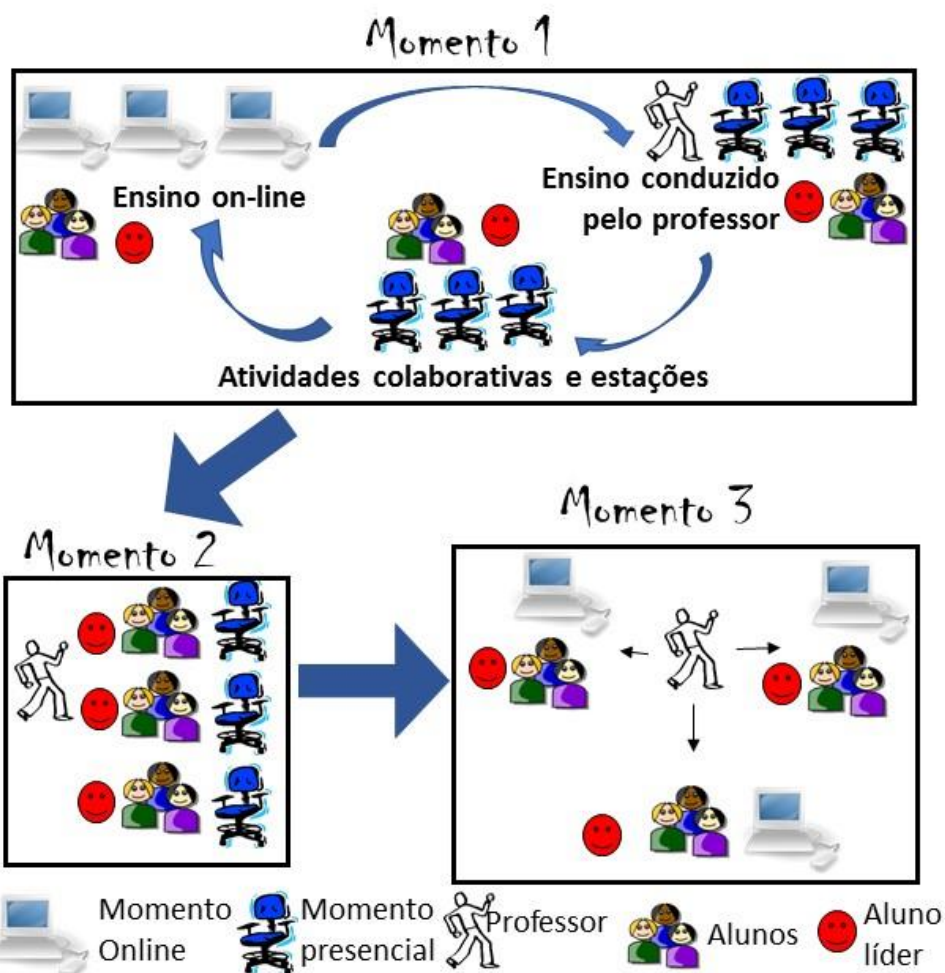 Momento 1
Ensino on-line
Ensino conduzido
pelo professor
Atividades colaborativas e estações
Momento 2
Momento 3
Momento
Online
Momento
presencial
Professor
Alunos
Aluno
líder